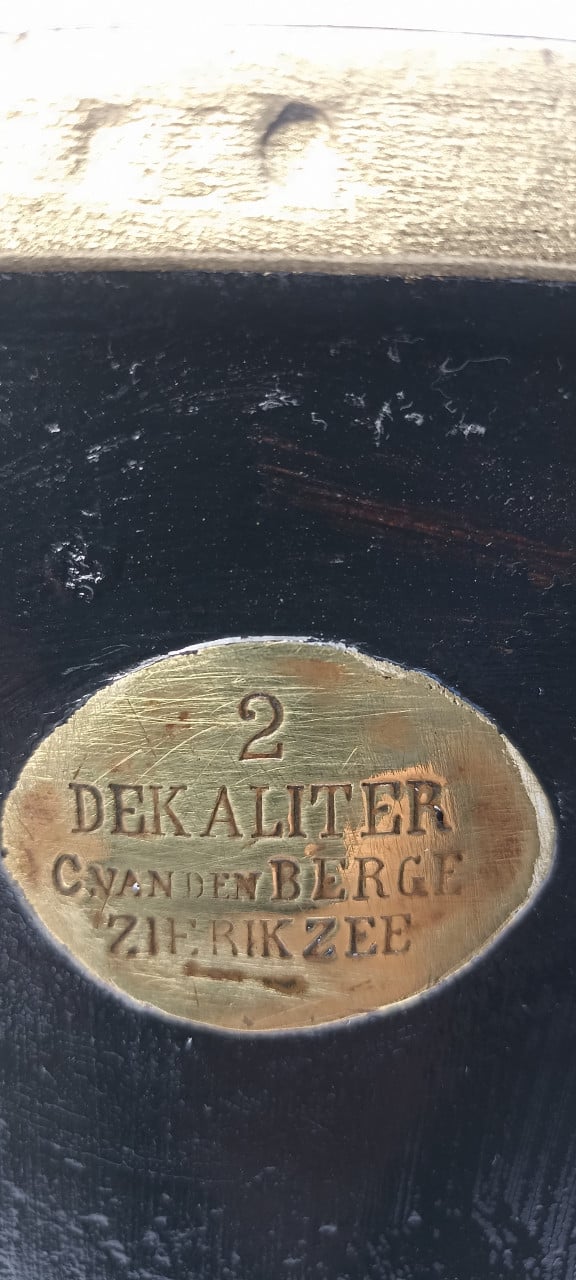 2
DEKALITER
C. VAN DEN BERGE
ZIERIKZEE